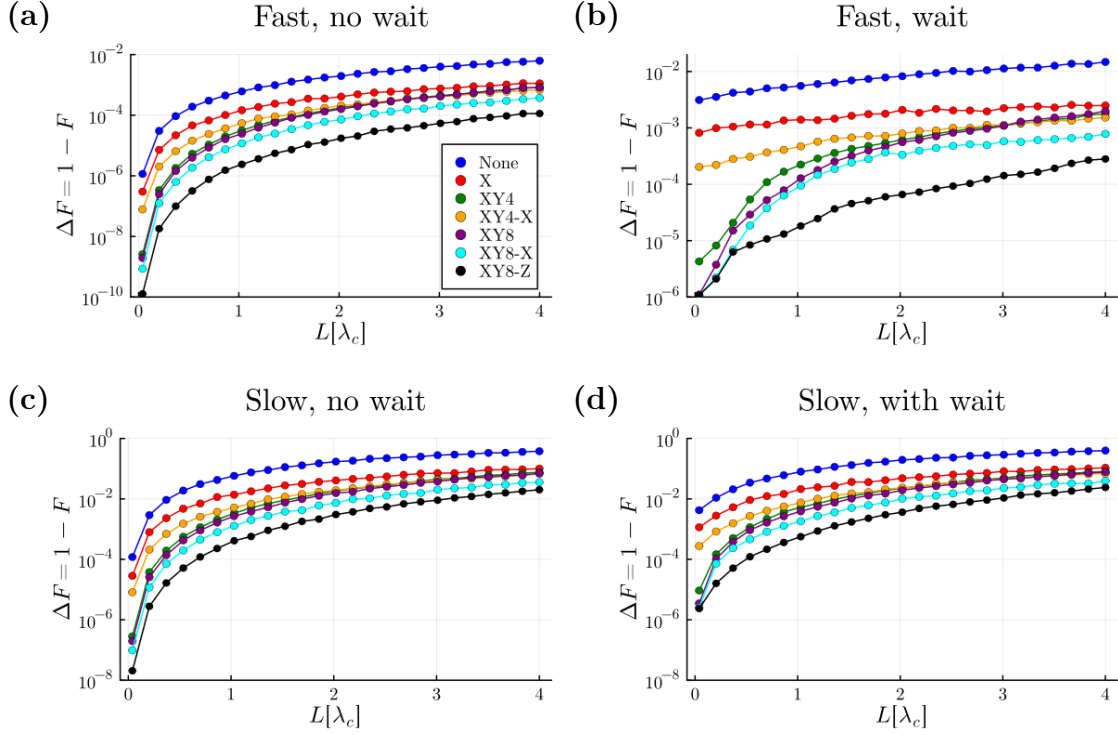 (a) Fast, no wait
10^{-2}
10^{-4}
10^{-6}
10^{-8}
10^{-10}
ΔF = 1 − F
None
X
XY4
XY4-X
XY8
XY8-X
XY8-Z
0 1 2 3 4
L[λ_c]
(b) Fast, wait
10^{-2}
10^{-3}
10^{-4}
10^{-5}
10^{-6}
ΔF = 1 − F
0 1 2 3 4
L[λ_c]
(c) Slow, no wait
10^{0}
10^{-2}
10^{-4}
10^{-6}
10^{-8}
ΔF = 1 − F
0 1 2 3 4
L[λ_c]
(d) Slow, with wait
10^{0}
10^{-2}
10^{-4}
10^{-6}
10^{-8}
ΔF = 1 − F
0 1 2 3 4
L[λ_c]